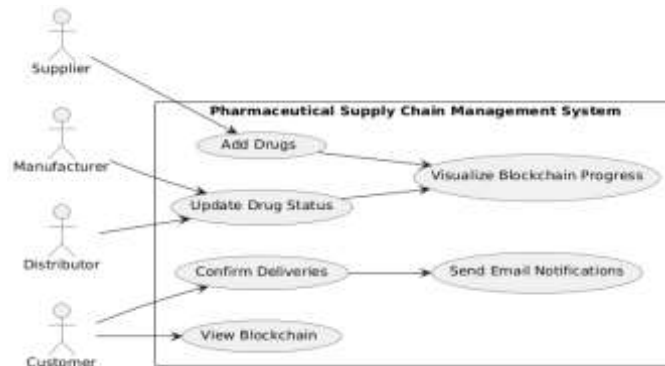 Supplier
Pharmaceutical Supply Chain Management System
Add Drugs
Manufacturer
Visualize Blockchain Progress
Update Drug Status
Distributor
Confirm Deliveries
Send Email Notifications
View Blockchain
Customer